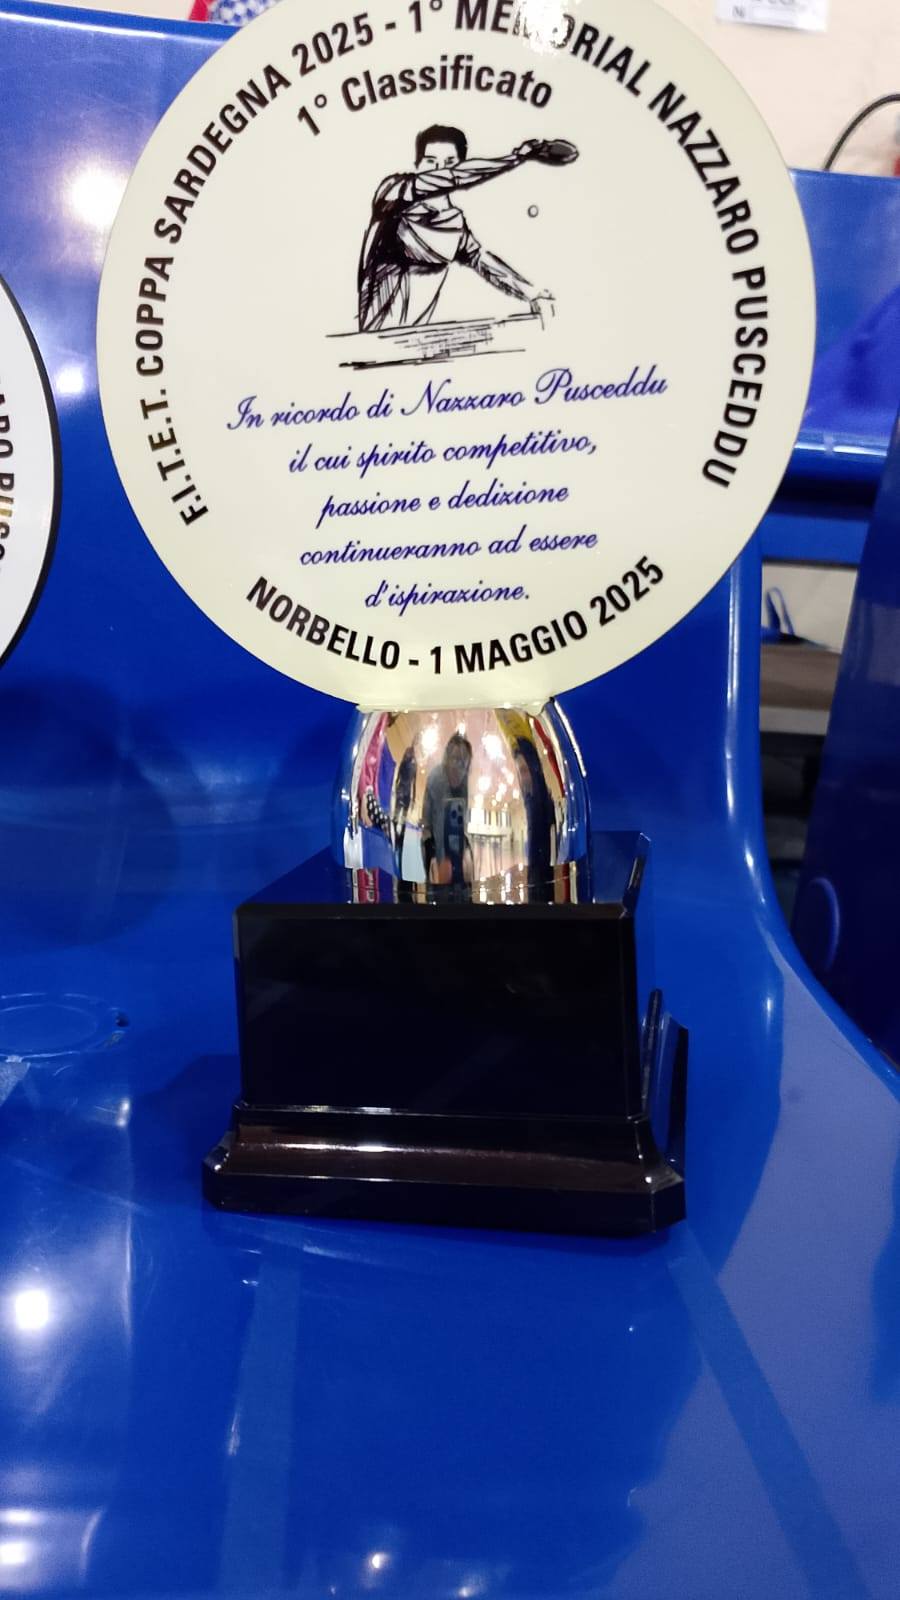 F.I.T.E.T. COPPA SARDEGNA 2025 - 1° MEMORIAL NAZZARO PUSCEDDU
1° Classificato
In ricordo di Nazzaro Pusceddu
il cui spirito competitivo,
passione e dedizione
continueranno ad essere
d'ispirazione.
NORBELLO - 1 MAGGIO 2025